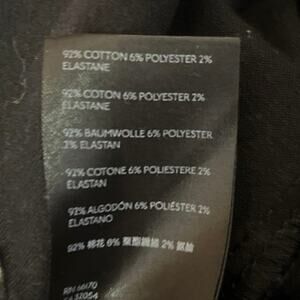 92% COTTON 6% POLYESTER 2%
ELASTANE
92% COTON 6% POLYESTER 2%
ELASTANE
92% BAUMWOLLE 6% POLYESTER
2% ELASTAN
92% COTONE 6% POLIESTERE 2%
ELASTAN
92% ALGODÓN 6% POLIÉSTER 2%
ELASTANO
92% 棉花 6% 聚酯纖維 2%
RN 66170